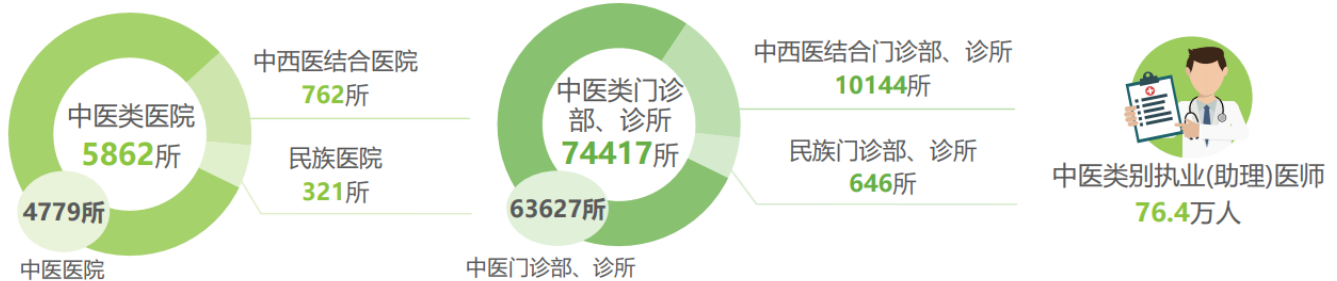 中医类医院
5862所
中西医结合医院
762所
民族医院
321所
4779所
中医医院
中医类门诊
部、诊所
74417所
中西医结合门诊部、诊所
10144所
民族门诊部、诊所
646所
63627所
中医门诊部、诊所
中医类别执业(助理)医师
76.4万人